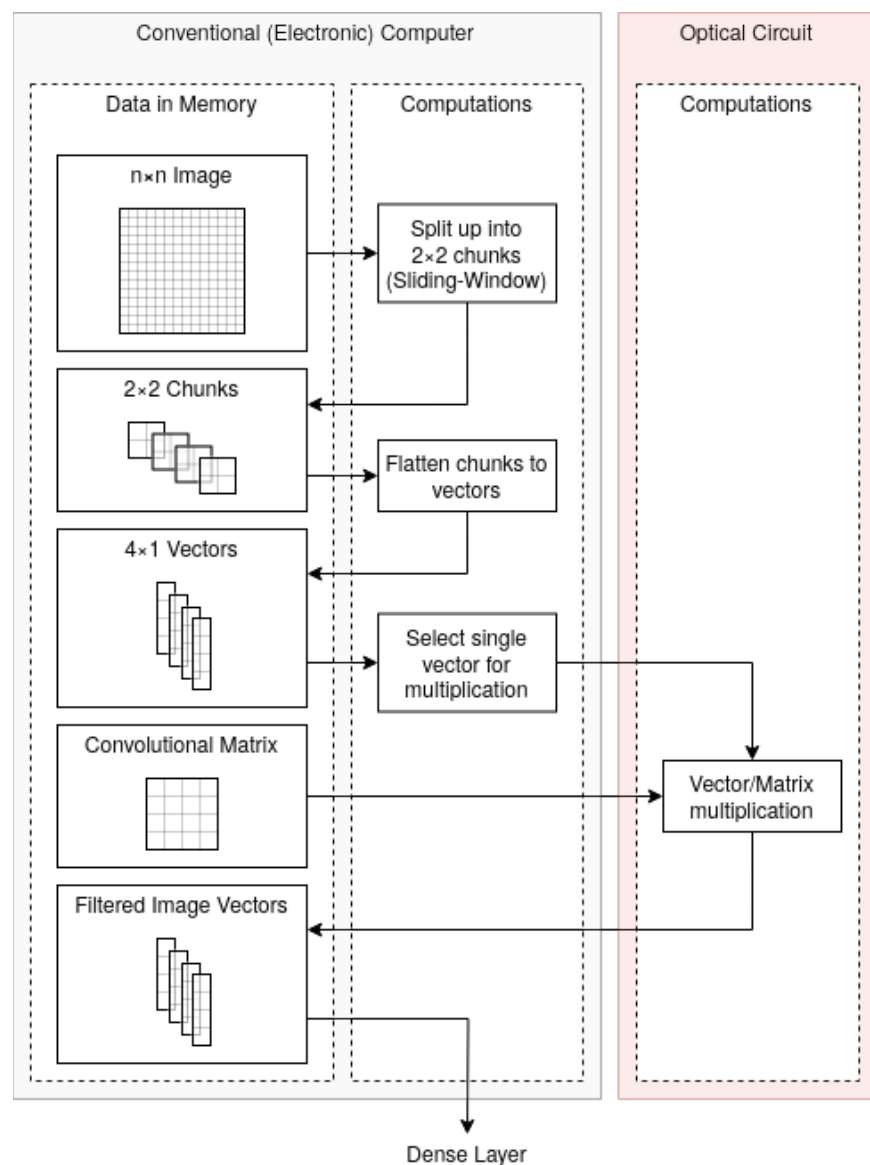 Conventional (Electronic) Computer
Optical Circuit
Data in Memory
Computations
Computations
n×n Image
Split up into
2×2 chunks
(Sliding-Window)
2×2 Chunks
Flatten chunks to
vectors
4×1 Vectors
Select single
vector for
multiplication
Convolutional Matrix
Vector/Matrix
multiplication
Filtered Image Vectors
Dense Layer